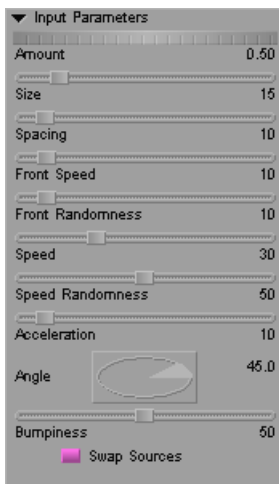 Input Parameters
Amount 0.50
Size 15
Spacing 10
Front Speed 10
Front Randomness 10
Speed 30
Speed Randomness 50
Acceleration 10
Angle 45.0
Bumpiness 50
Swap Sources